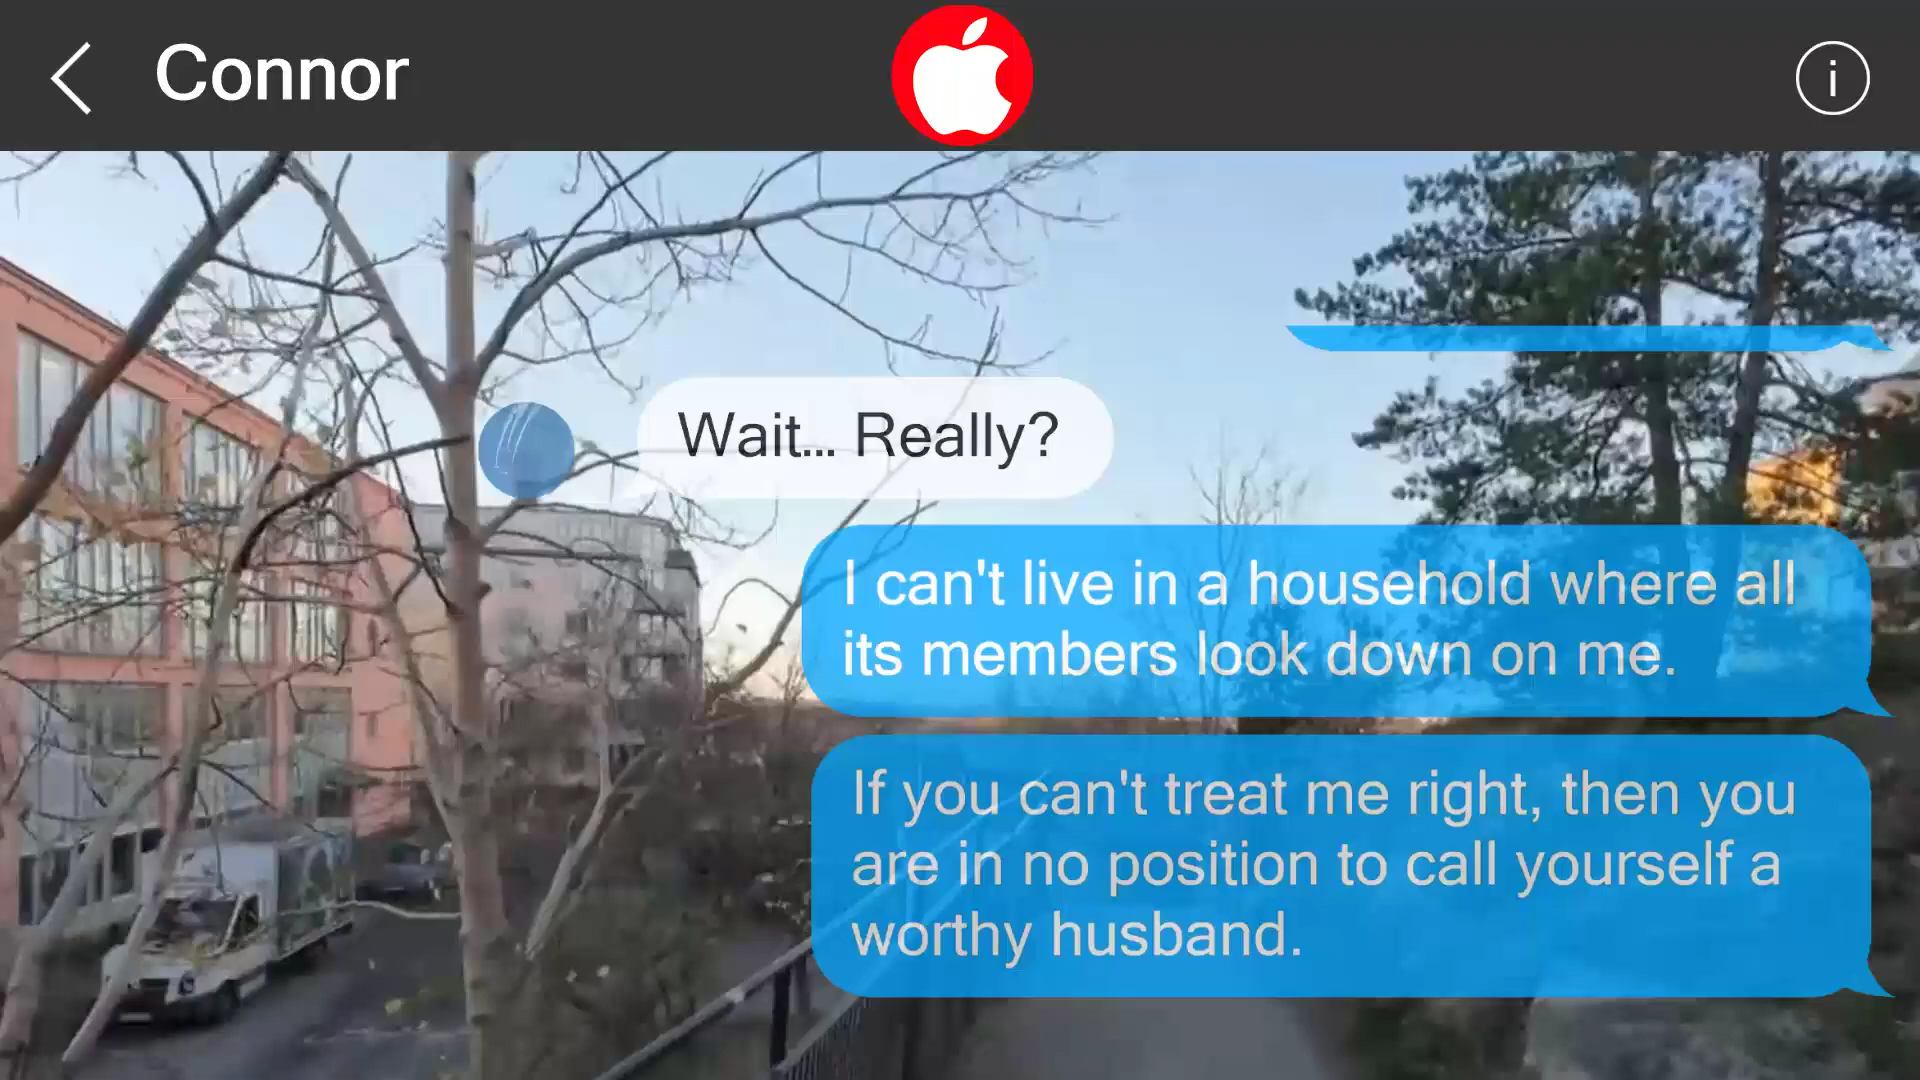 Connor
Wait... Really?
I can't live in a household where all
its members look down on me.
If you can't treat me right, then you
are in no position to call yourself a
worthy husband.